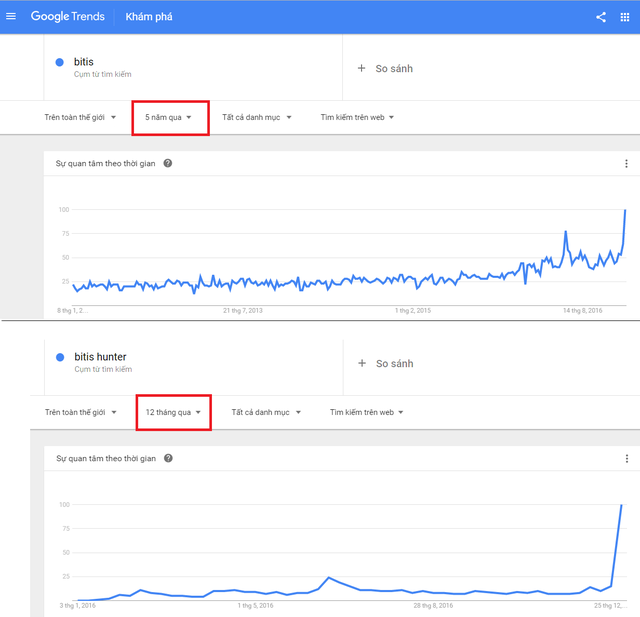 Google Trends Khám phá
bitis
Cụm từ tìm kiếm
+ So sánh
Trên toàn thế giới 5 năm qua Tất cả danh mục Tìm kiếm trên web
Sự quan tâm theo thời gian
100
75
50
25
8 thg 1, 2... 21 thg 7, 2013 1 thg 2, 2015 14 thg 8, 2016
bitis hunter
Cụm từ tìm kiếm
+ So sánh
Trên toàn thế giới 12 tháng qua Tất cả danh mục Tìm kiếm trên web
Sự quan tâm theo thời gian
100
75
50
25
3 thg 1, 2016 1 thg 5, 2016 28 thg 8, 2016 25 thg 12,...